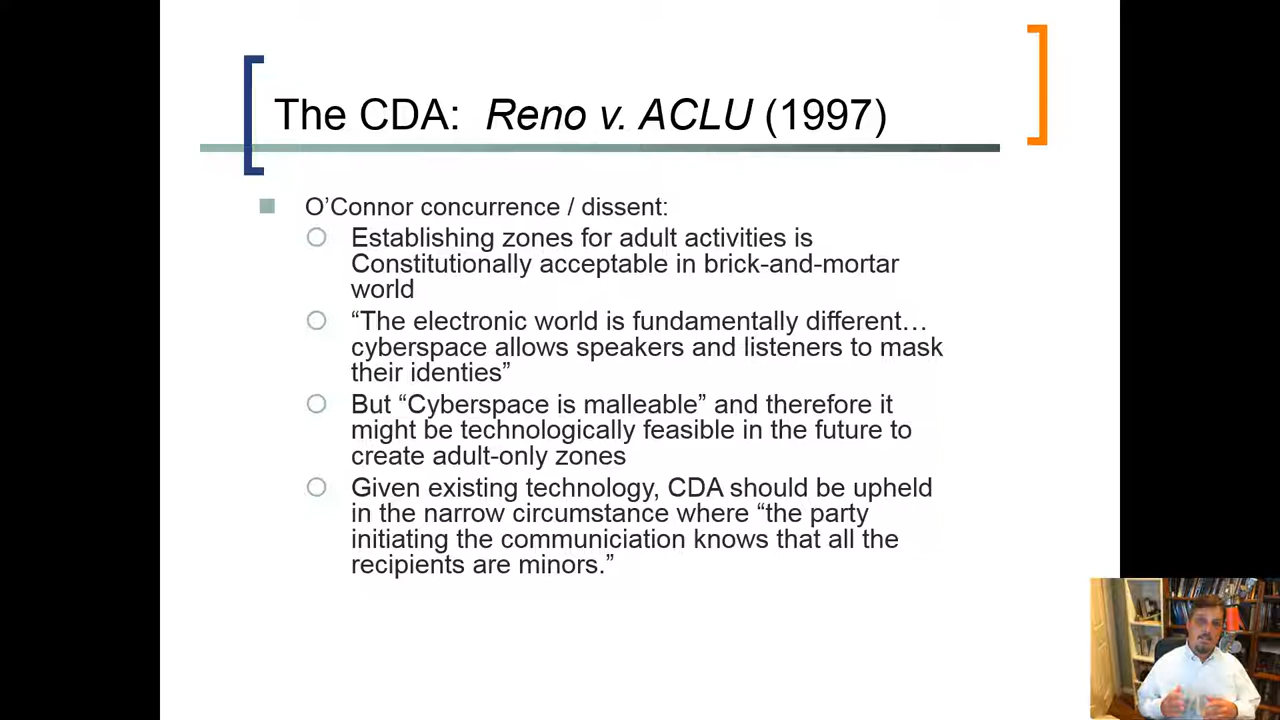 The CDA: Reno v. ACLU (1997)
O’Connor concurrence / dissent:
Establishing zones for adult activities is
Constitutionally acceptable in brick-and-mortar
world
“The electronic world is fundamentally different…
cyberspace allows speakers and listeners to mask
their identies”
But “Cyberspace is malleable” and therefore it
might be technologically feasible in the future to
create adult-only zones
Given existing technology, CDA should be upheld
in the narrow circumstance where “the party
initiating the communiciation knows that all the
recipients are minors.”